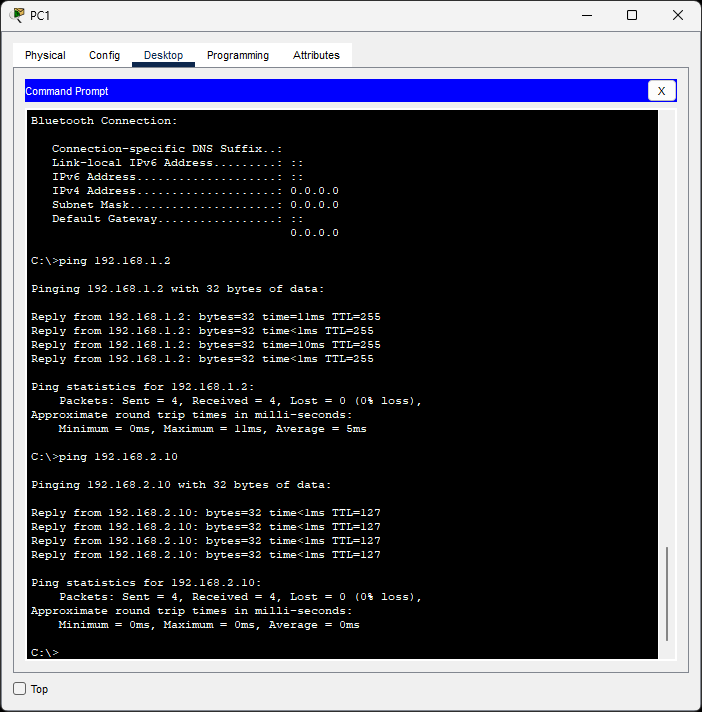 PC1
Physical Config Desktop Programming Attributes
Command Prompt X
Bluetooth Connection:
Connection-specific DNS Suffix..:
Link-local IPv6 Address.........: ::
IPv6 Address....................: ::
IPv4 Address....................: 0.0.0.0
Subnet Mask.....................: 0.0.0.0
Default Gateway.................: ::
0.0.0.0
C:\>ping 192.168.1.2
Pinging 192.168.1.2 with 32 bytes of data:
Reply from 192.168.1.2: bytes=32 time=11ms TTL=255
Reply from 192.168.1.2: bytes=32 time<1ms TTL=255
Reply from 192.168.1.2: bytes=32 time=10ms TTL=255
Reply from 192.168.1.2: bytes=32 time<1ms TTL=255
Ping statistics for 192.168.1.2:
Packets: Sent = 4, Received = 4, Lost = 0 (0% loss),
Approximate round trip times in milli-seconds:
Minimum = 0ms, Maximum = 11ms, Average = 5ms
C:\>ping 192.168.2.10
Pinging 192.168.2.10 with 32 bytes of data:
Reply from 192.168.2.10: bytes=32 time<1ms TTL=127
Reply from 192.168.2.10: bytes=32 time<1ms TTL=127
Reply from 192.168.2.10: bytes=32 time<1ms TTL=127
Reply from 192.168.2.10: bytes=32 time<1ms TTL=127
Ping statistics for 192.168.2.10:
Packets: Sent = 4, Received = 4, Lost = 0 (0% loss),
Approximate round trip times in milli-seconds:
Minimum = 0ms, Maximum = 0ms, Average = 0ms
C:\>
Top